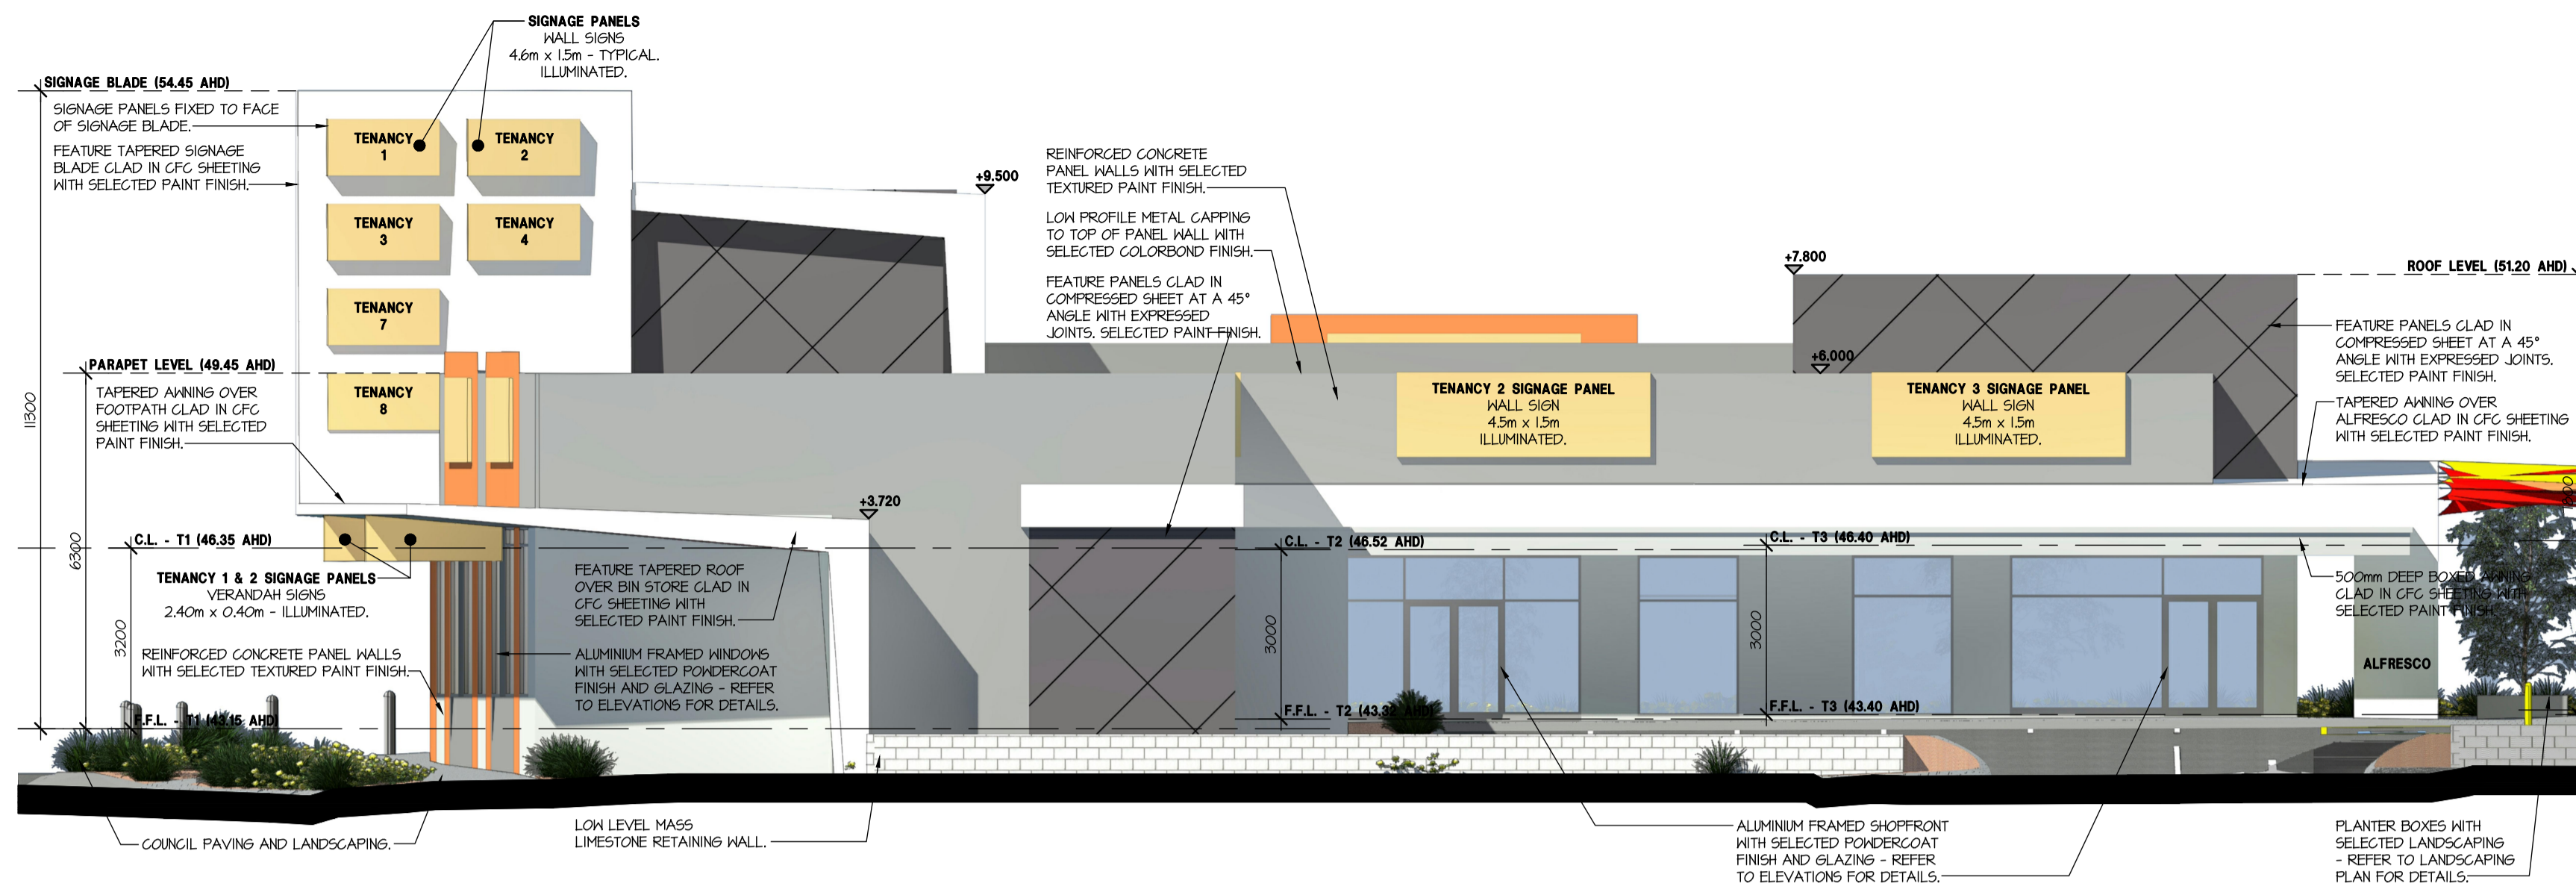 SIGNAGE PANELS
WALL SIGNS
4.6m x 1.5m - TYPICAL.
ILLUMINATED.
SIGNAGE BLADE (54.45 AHD)
SIGNAGE PANELS FIXED TO FACE
OF SIGNAGE BLADE.
FEATURE TAPERED SIGNAGE
BLADE CLAD IN CFC SHEETING
WITH SELECTED PAINT FINISH.
TENANCY
1
TENANCY
2
TENANCY
3
TENANCY
4
TENANCY
7
TENANCY
8
PARAPET LEVEL (49.45 AHD)
TAPERED AWNING OVER
FOOTPATH CLAD IN CFC
SHEETING WITH SELECTED
PAINT FINISH.
11300
6300
3200
C.L. - T1 (46.35 AHD)
TENANCY 1 & 2 SIGNAGE PANELS
VERANDAH SIGNS
2.40m x 0.40m - ILLUMINATED.
REINFORCED CONCRETE PANEL WALLS
WITH SELECTED TEXTURED PAINT FINISH.
F.F.L. - T1 (43.15 AHD)
COUNCIL PAVING AND LANDSCAPING.
+9.500
+3.720
FEATURE TAPERED ROOF
OVER BIN STORE CLAD IN
CFC SHEETING WITH
SELECTED PAINT FINISH.
ALUMINIUM FRAMED WINDOWS
WITH SELECTED POWDERCOAT
FINISH AND GLAZING - REFER
TO ELEVATIONS FOR DETAILS.
LOW LEVEL MASS
LIMESTONE RETAINING WALL.
REINFORCED CONCRETE
PANEL WALLS WITH SELECTED
TEXTURED PAINT FINISH.
LOW PROFILE METAL CAPPING
TO TOP OF PANEL WALL WITH
SELECTED COLORBOND FINISH.
FEATURE PANELS CLAD IN
COMPRESSED SHEET AT A 45°
ANGLE WITH EXPRESSED
JOINTS. SELECTED PAINT FINISH.
TENANCY 2 SIGNAGE PANEL
WALL SIGN
4.5m x 1.5m
ILLUMINATED.
+7.800
+6.000
TENANCY 3 SIGNAGE PANEL
WALL SIGN
4.5m x 1.5m
ILLUMINATED.
C.L. - T2 (46.52 AHD)
C.L. - T3 (46.40 AHD)
3000
3000
F.F.L. - T2 (43.32 AHD)
F.F.L. - T3 (43.40 AHD)
ROOF LEVEL (51.20 AHD)
FEATURE PANELS CLAD IN
COMPRESSED SHEET AT A 45°
ANGLE WITH EXPRESSED JOINTS.
SELECTED PAINT FINISH.
TAPERED AWNING OVER
ALFRESCO CLAD IN CFC SHEETING
WITH SELECTED PAINT FINISH.
500mm DEEP BOXED AWNING
CLAD IN CFC SHEETING WITH
SELECTED PAINT FINISH.
ALFRESCO
ALUMINIUM FRAMED SHOPFRONT
WITH SELECTED POWDERCOAT
FINISH AND GLAZING - REFER
TO ELEVATIONS FOR DETAILS.
PLANTER BOXES WITH
SELECTED LANDSCAPING
- REFER TO LANDSCAPING
PLAN FOR DETAILS.